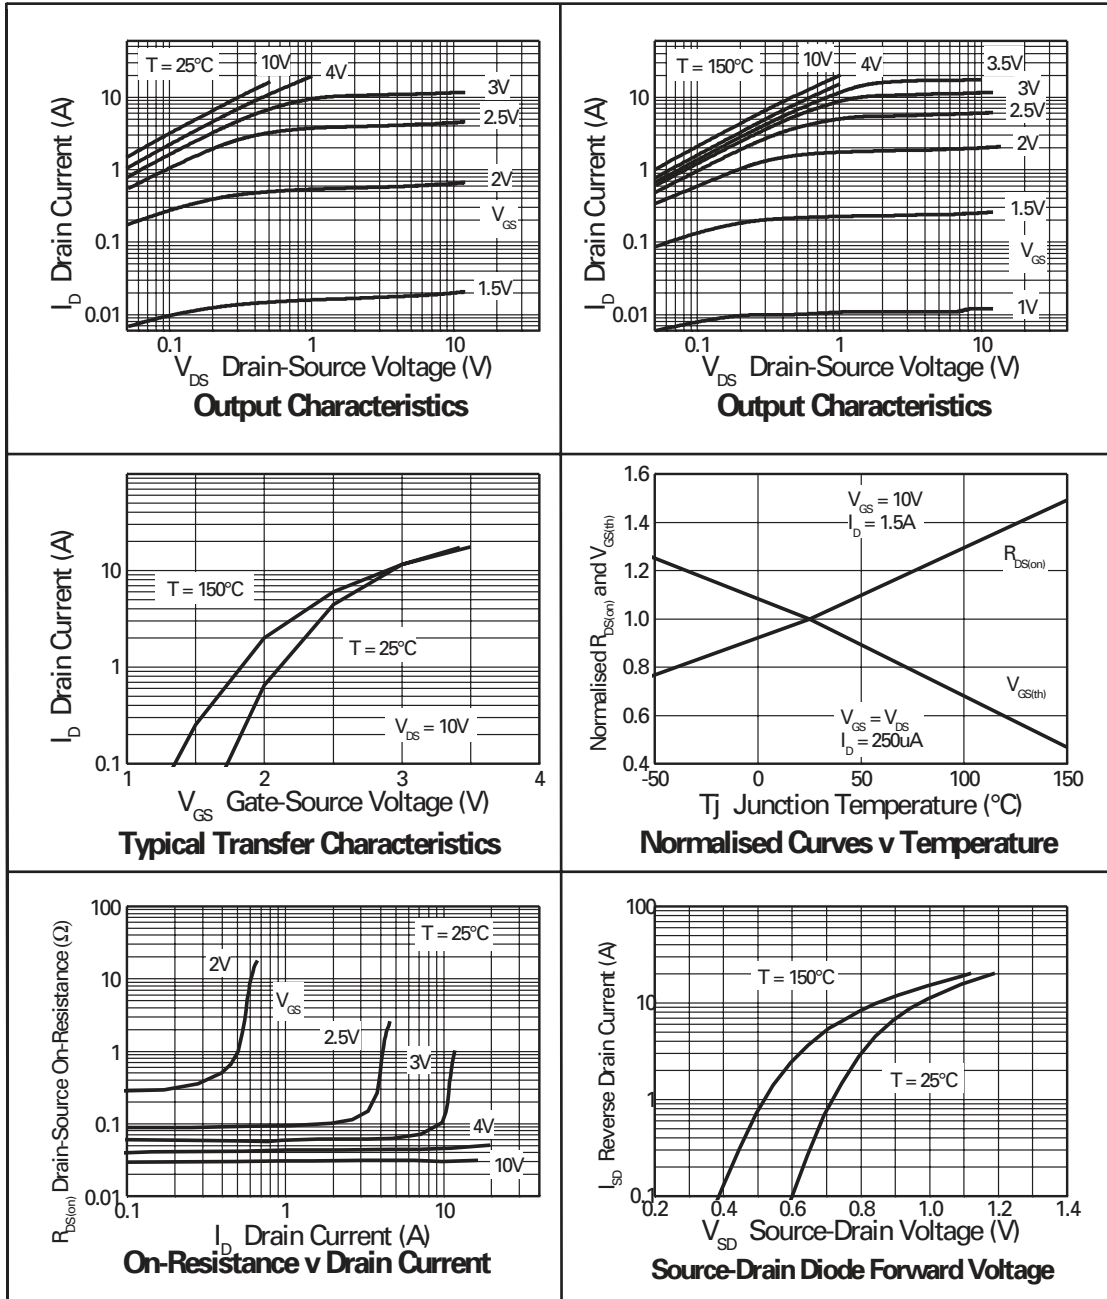 T = 25°C
10V
4V
3V
2.5V
2V
V_GS
1.5V
10
1
0.1
0.01
0.1
1
10
I_D Drain Current (A)
V_DS Drain-Source Voltage (V)
Output Characteristics
T = 150°C
10V
4V
3.5V
3V
2.5V
2V
1.5V
V_GS
1V
10
1
0.1
0.01
0.1
1
10
I_D Drain Current (A)
V_DS Drain-Source Voltage (V)
Output Characteristics
10
1
0.1
T = 150°C
T = 25°C
V_DS = 10V
1
2
3
4
I_D Drain Current (A)
V_GS Gate-Source Voltage (V)
Typical Transfer Characteristics
1.6
1.4
1.2
1.0
0.8
0.6
0.4
V_GS = 10V
I_D = 1.5A
R_DS(on)
V_GS(th)
V_GS = V_DS
I_D = 250uA
-50
0
50
100
150
Normalised R_DS(on) and V_GS(th)
Tj Junction Temperature (°C)
Normalised Curves v Temperature
100
10
1
0.1
0.01
T = 25°C
2V
V_GS
2.5V
3V
4V
10V
0.1
1
10
R_DS(on) Drain-Source On-Resistance (Ω)
I_D Drain Current (A)
On-Resistance v Drain Current
100
10
1
0.1
T = 150°C
T = 25°C
0.2
0.4
0.6
0.8
1.0
1.2
1.4
I_SD Reverse Drain Current (A)
V_SD Source-Drain Voltage (V)
Source-Drain Diode Forward Voltage